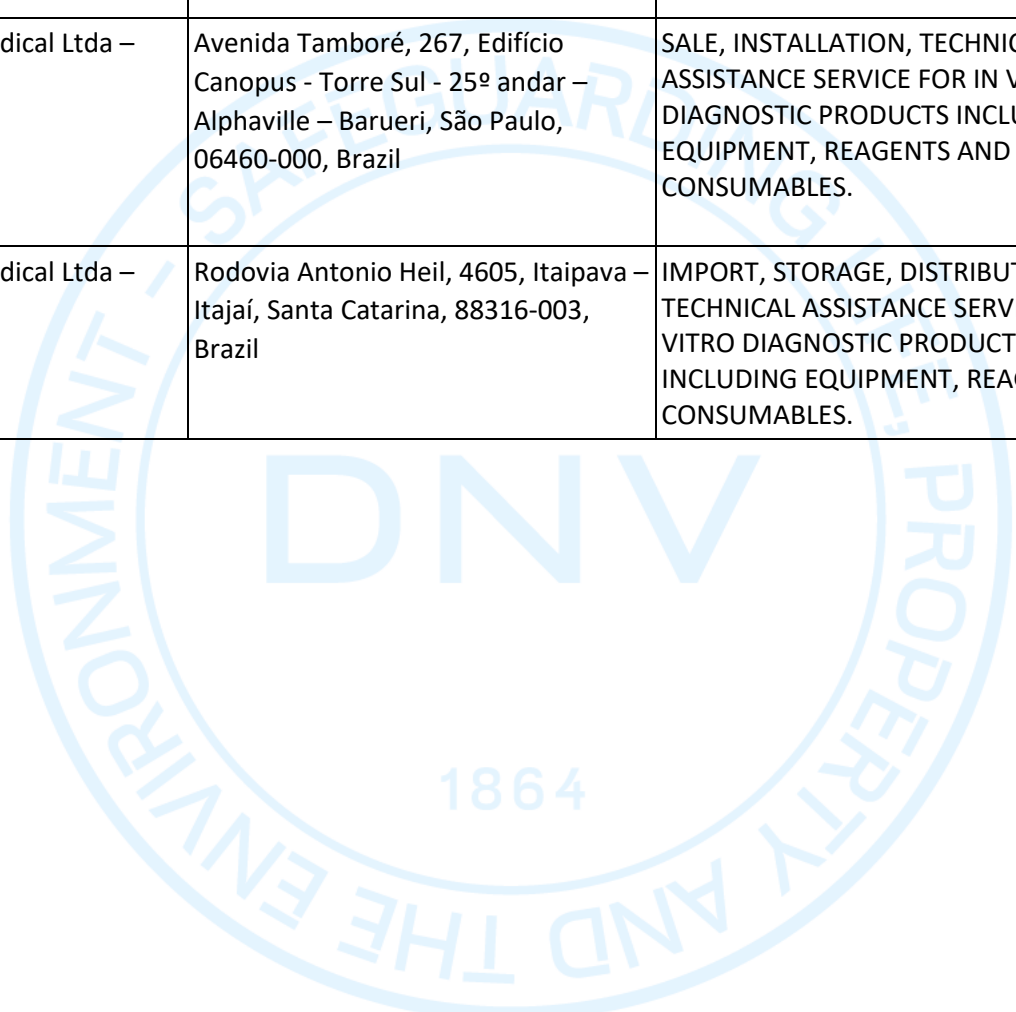 dical Ltda –
Avenida Tamboré, 267, Edifício
Canopus - Torre Sul - 25º andar –
Alphaville – Barueri, São Paulo,
06460-000, Brazil
SALE, INSTALLATION, TECHNIC
ASSISTANCE SERVICE FOR IN V
DIAGNOSTIC PRODUCTS INCLU
EQUIPMENT, REAGENTS AND
CONSUMABLES.
dical Ltda –
Rodovia Antonio Heil, 4605, Itaipava –
Itajaí, Santa Catarina, 88316-003,
Brazil
IMPORT, STORAGE, DISTRIBUT
TECHNICAL ASSISTANCE SERVI
VITRO DIAGNOSTIC PRODUCT
INCLUDING EQUIPMENT, REAG
CONSUMABLES.
SAFEGUARDING LIFE, PROPERTY AND THE ENVIRONMENT -
DNV
1864